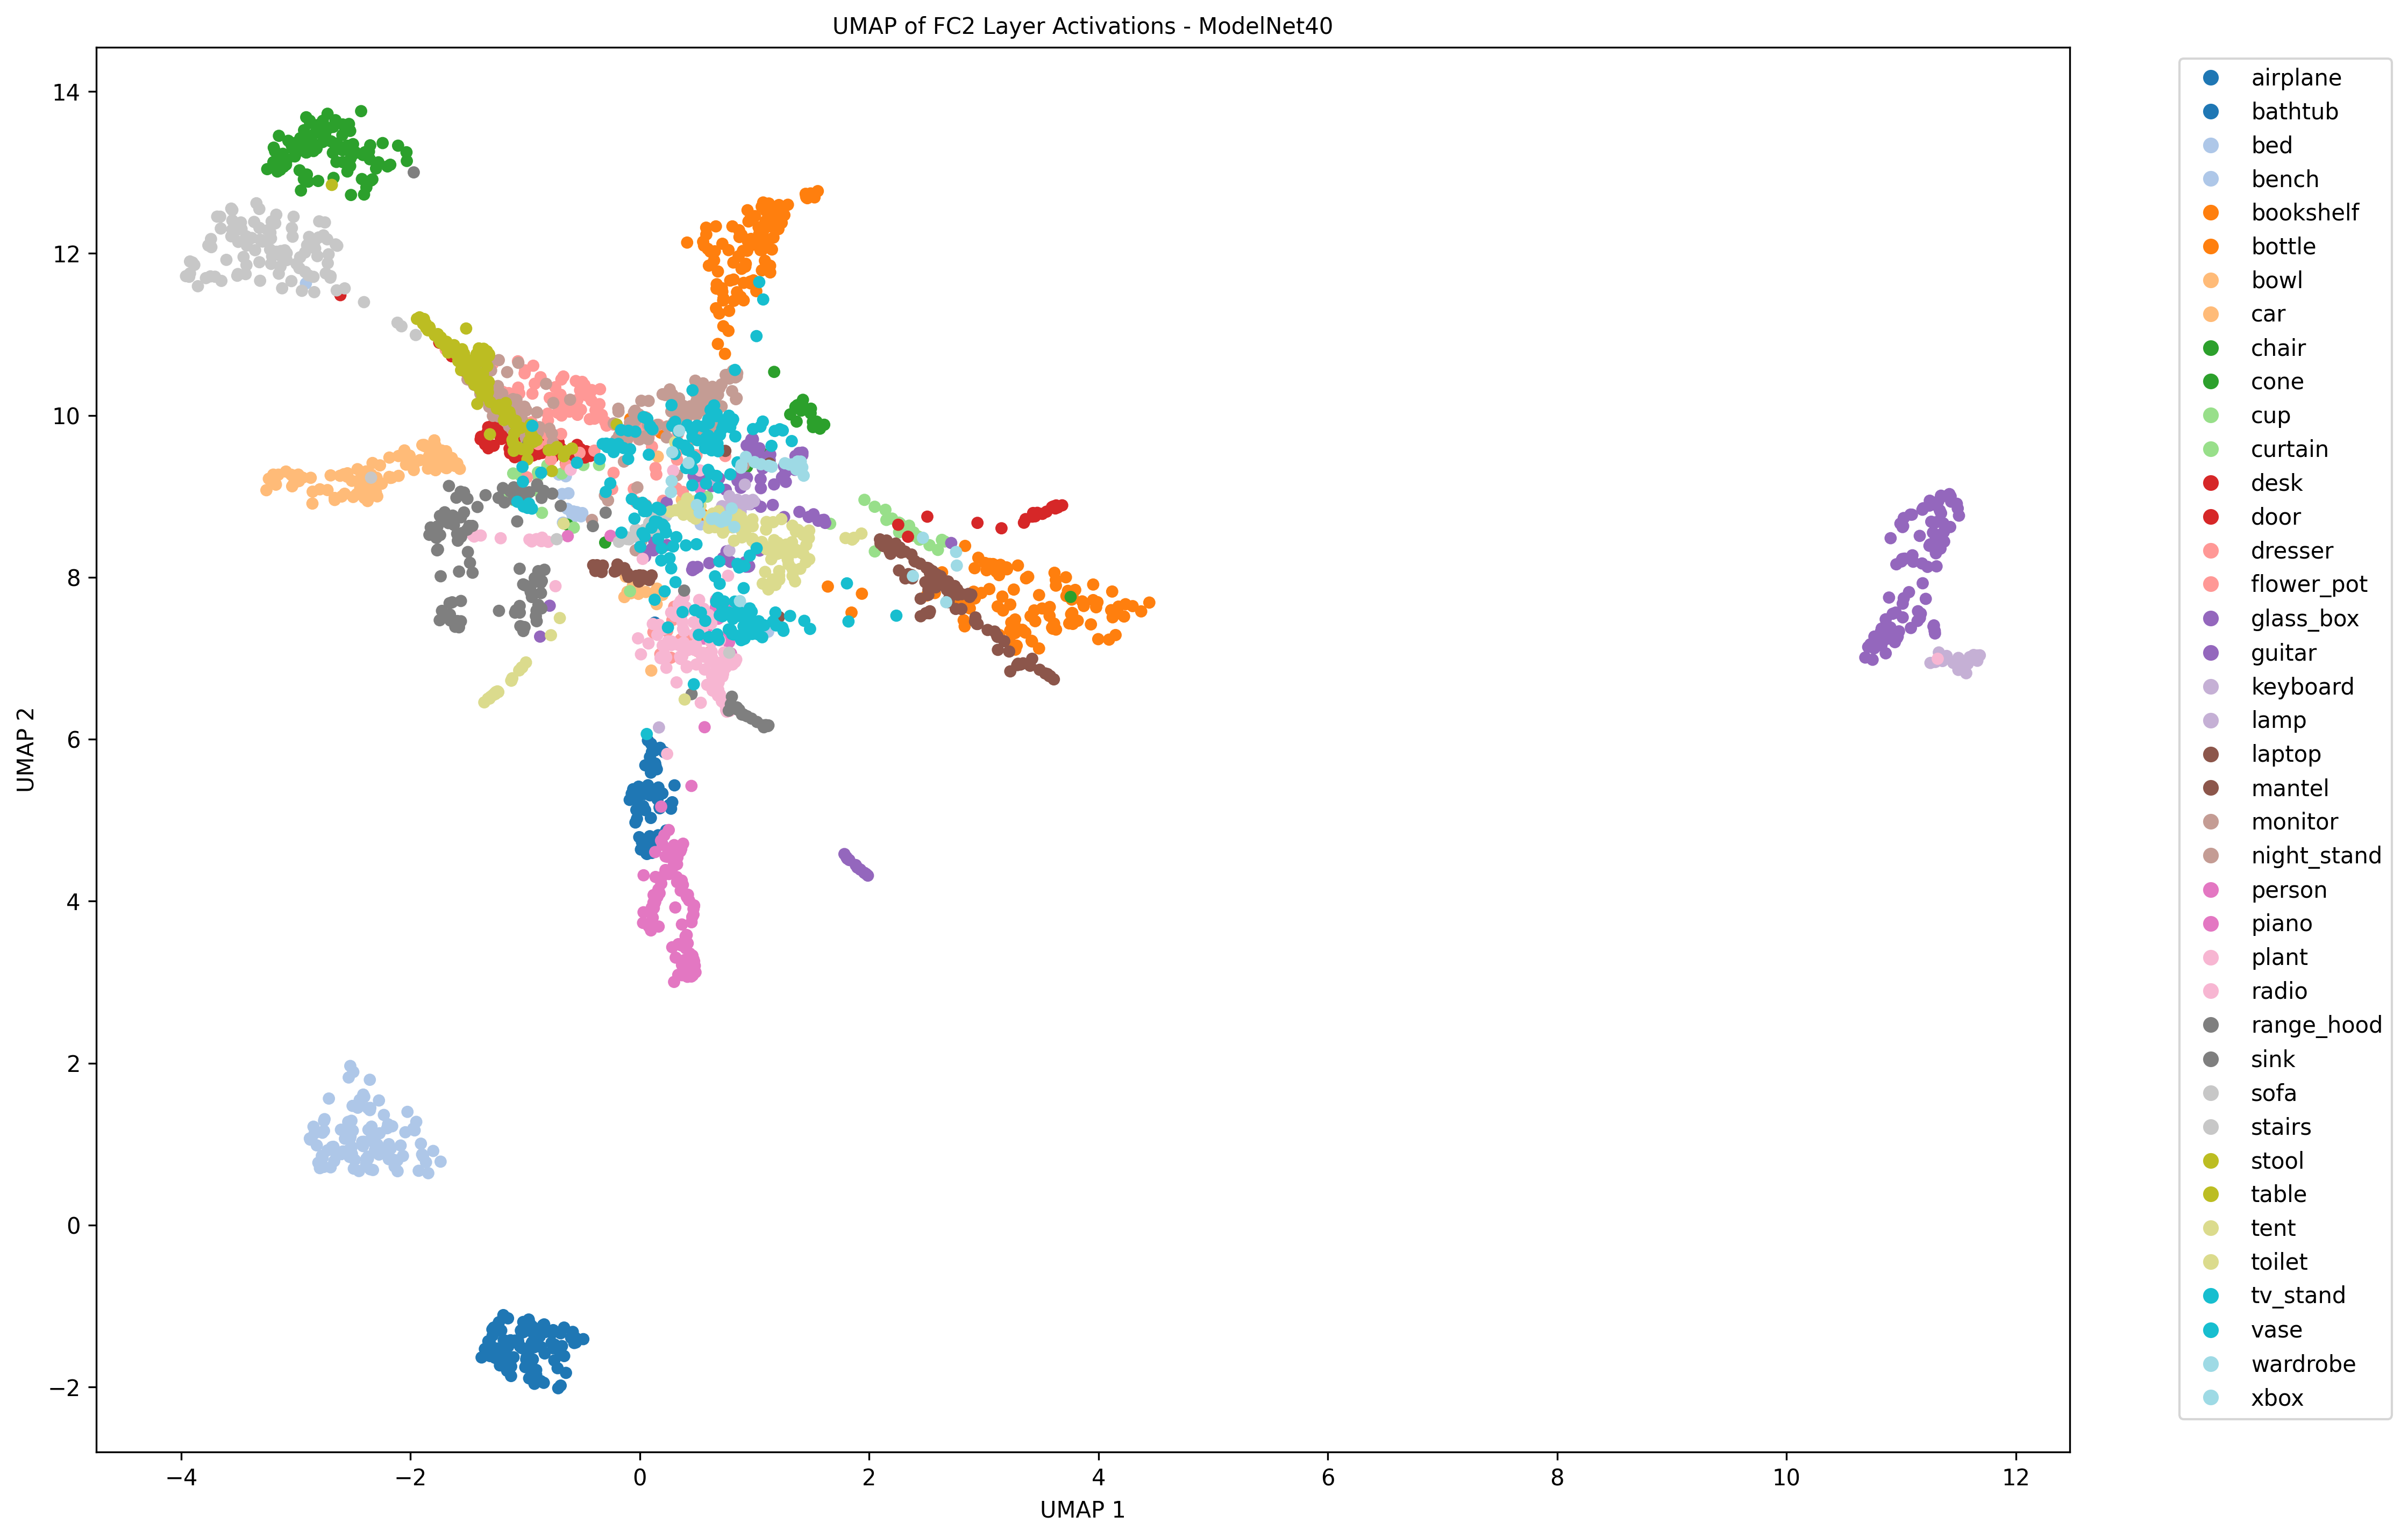 UMAP of FC2 Layer Activations - ModelNet40
14
12
10
8
6
4
2
0
−2
UMAP 2
−4
−2
0
2
4
6
8
10
12
UMAP 1
airplane
bathtub
bed
bench
bookshelf
bottle
bowl
car
chair
cone
cup
curtain
desk
door
dresser
flower_pot
glass_box
guitar
keyboard
lamp
laptop
mantel
monitor
night_stand
person
piano
plant
radio
range_hood
sink
sofa
stairs
stool
table
tent
toilet
tv_stand
vase
wardrobe
xbox